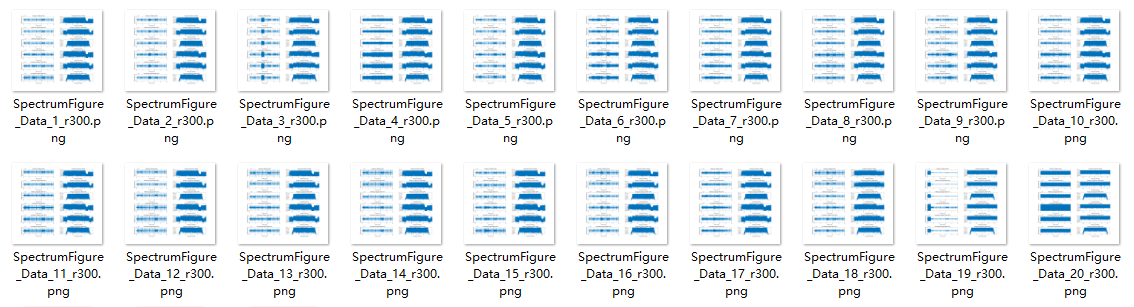 SpectrumFigure SpectrumFigure SpectrumFigure SpectrumFigure SpectrumFigure SpectrumFigure SpectrumFigure SpectrumFigure SpectrumFigure SpectrumFigure
_Data_1_r300.p _Data_2_r300.p _Data_3_r300.p _Data_4_r300.p _Data_5_r300.p _Data_6_r300.p _Data_7_r300.p _Data_8_r300.p _Data_9_r300.p _Data_10_r300.
ng ng ng ng ng ng ng ng ng png
SpectrumFigure SpectrumFigure SpectrumFigure SpectrumFigure SpectrumFigure SpectrumFigure SpectrumFigure SpectrumFigure SpectrumFigure SpectrumFigure
_Data_11_r300. _Data_12_r300. _Data_13_r300. _Data_14_r300. _Data_15_r300. _Data_16_r300. _Data_17_r300. _Data_18_r300. _Data_19_r300. _Data_20_r300.
png png png png png png png png png png